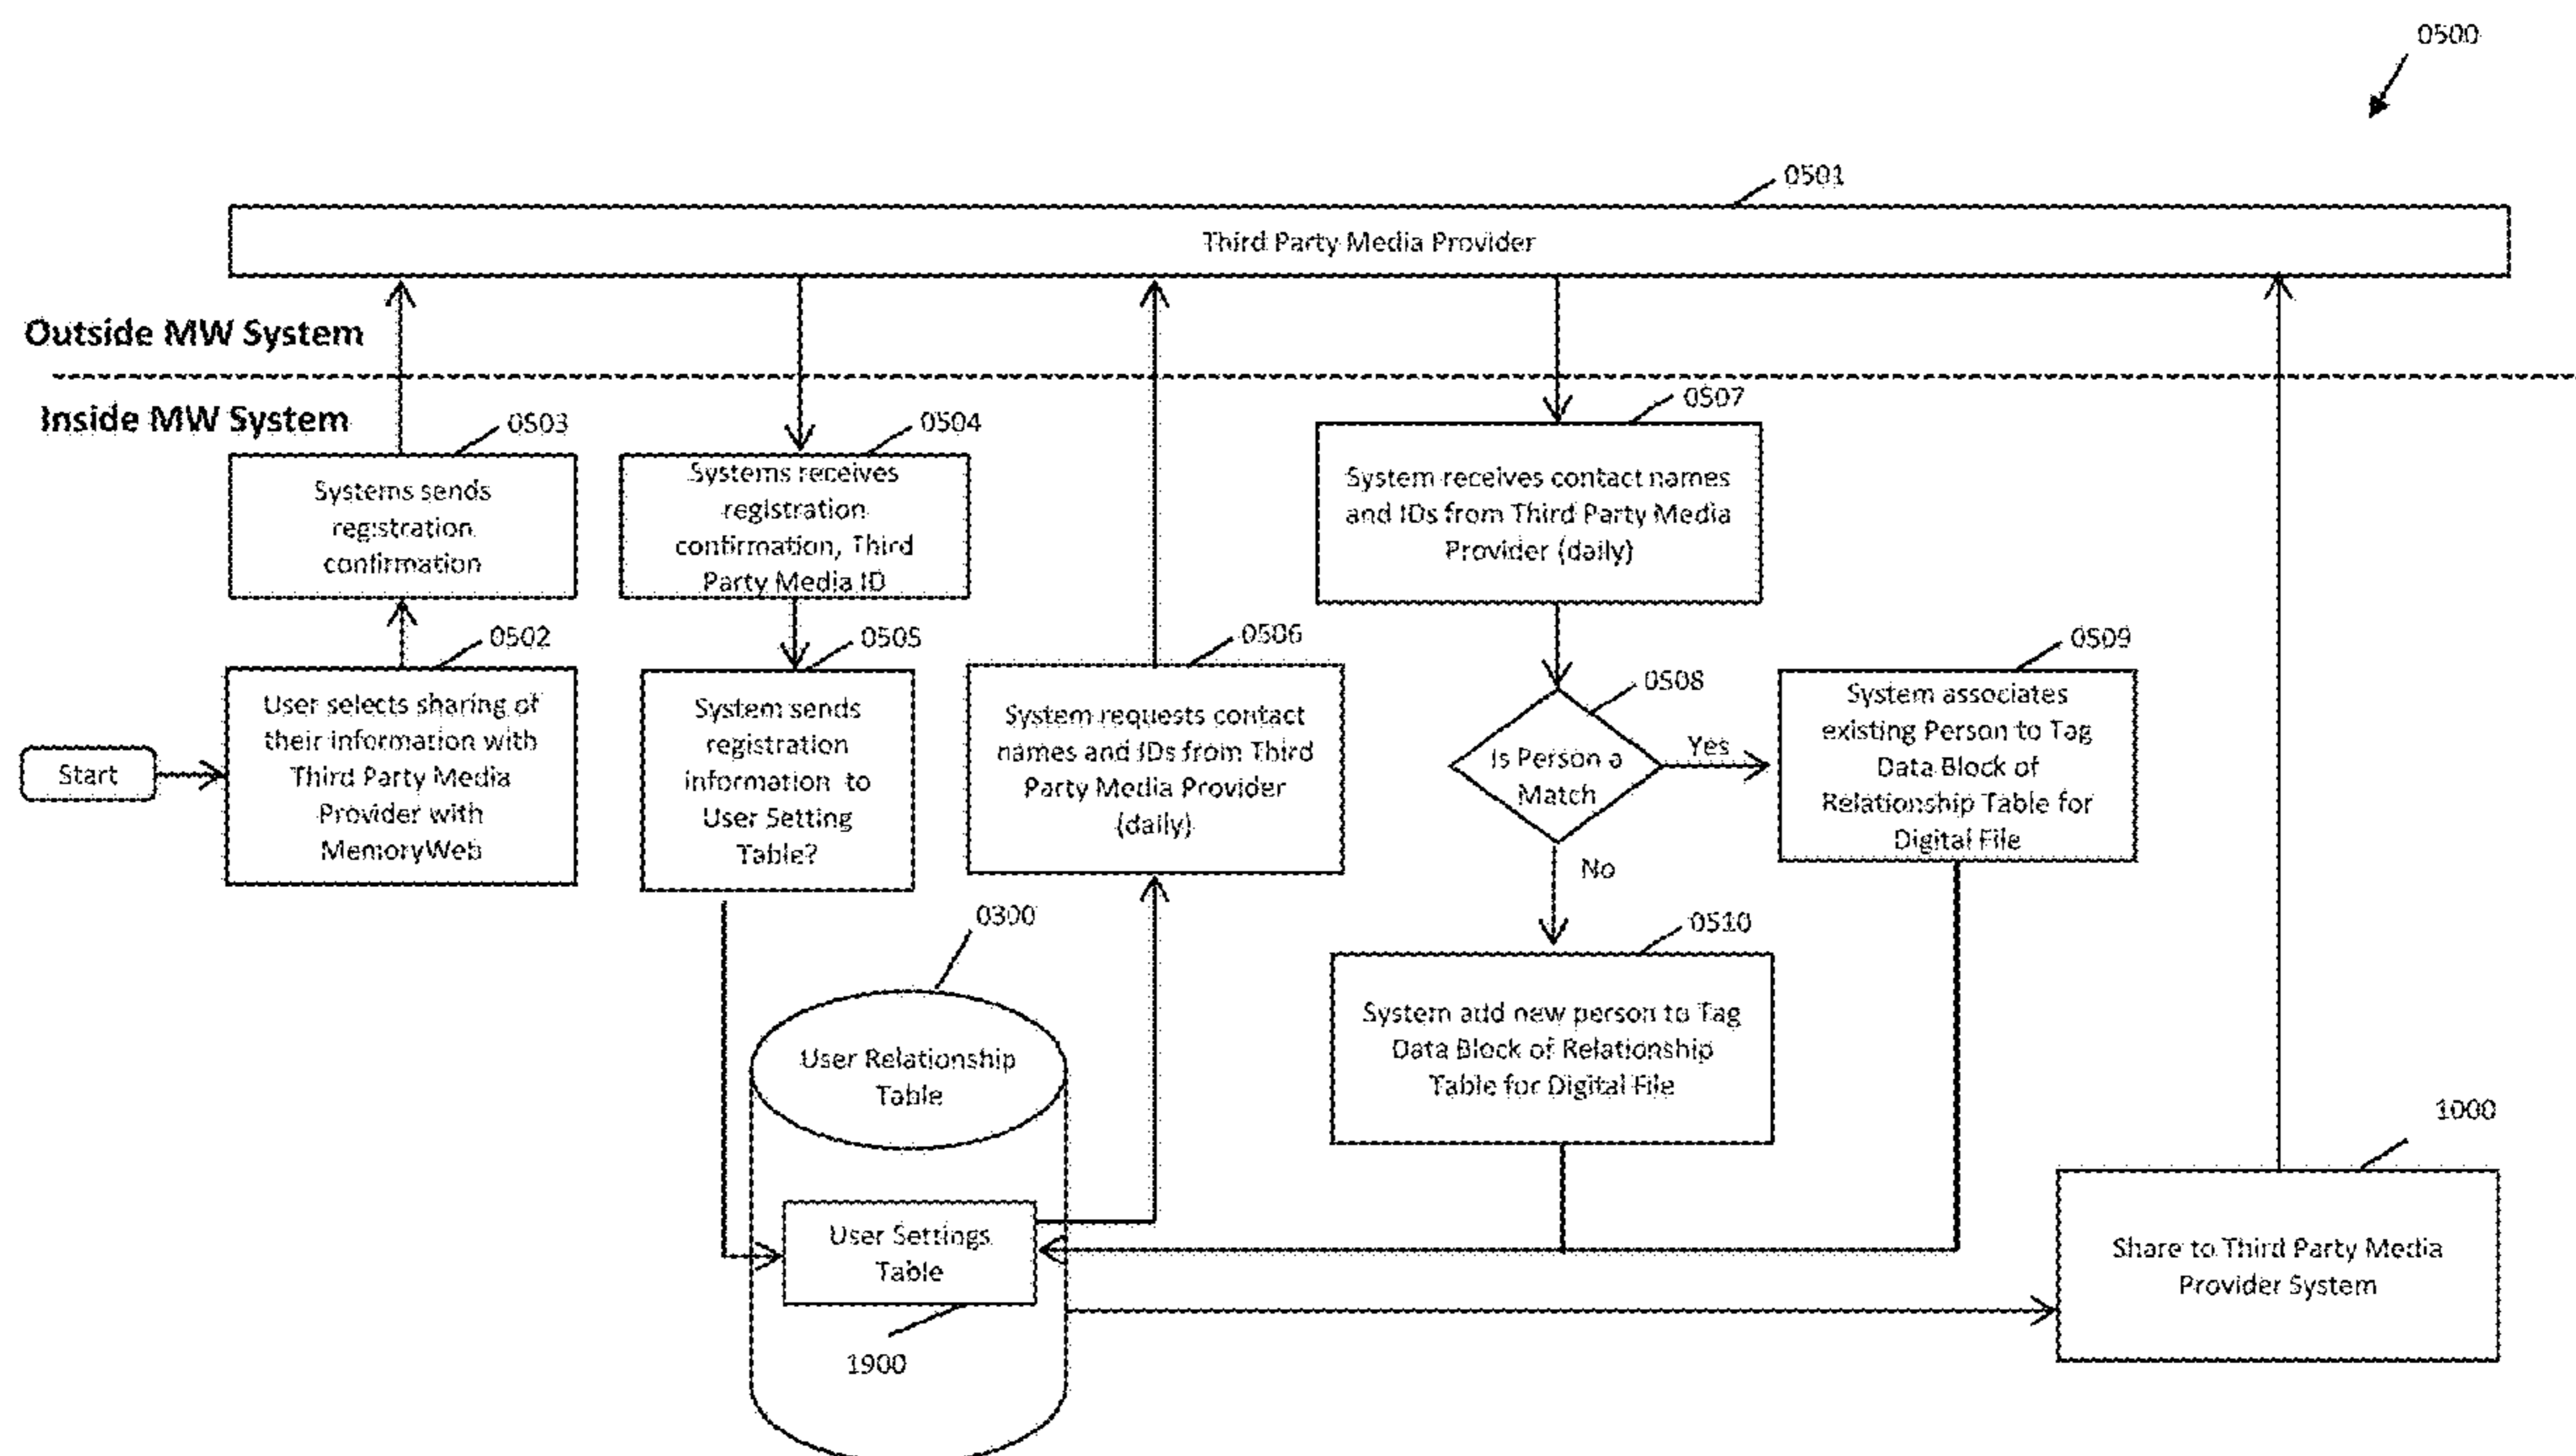 0500
0501
Third Party Media Provider
Outside MW System
Inside MW System
0503
Systems sends
registration
confirmation
0504
Systems receives
registration
confirmation, Third
Party Media ID
0507
System receives contact names
and IDs from Third Party Media
Provider (daily)
Start
0502
User selects sharing of
their information with
Third Party Media
Provider with
MemoryWeb
0505
System sends
registration
information to
User Setting
Table?
0506
System requests contact
names and IDs from Third
Party Media Provider
(daily)
0508
Is Person a
Match
Yes
No
0509
System associates
existing Person to Tag
Data Block of
Relationship Table for
Digital File
0300
User Relationship
Table
0510
System add new person to Tag
Data Block of Relationship
Table for Digital File
User Settings
Table
1900
1000
Share to Third Party Media
Provider System